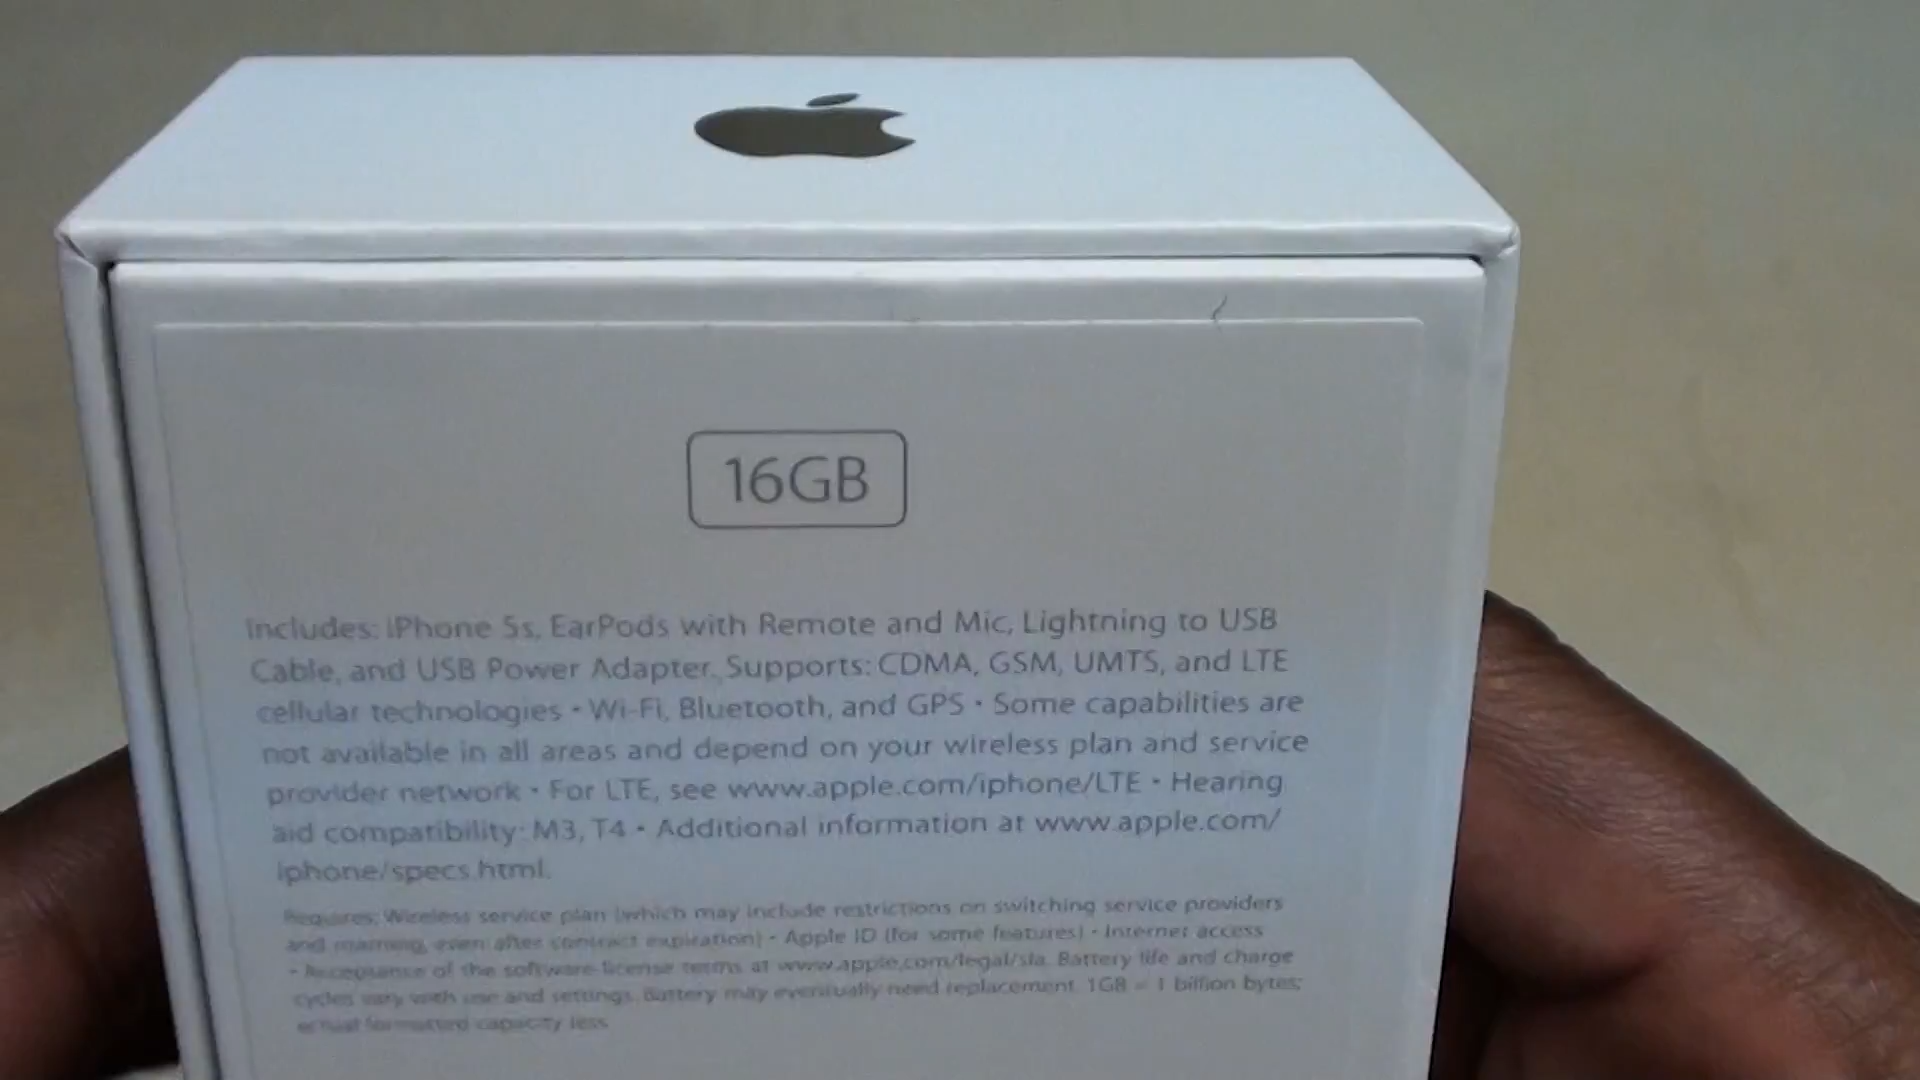 16GB
Includes: iPhone 5s, EarPods with Remote and Mic, Lightning to USB
Cable, and USB Power Adapter. Supports: CDMA, GSM, UMTS, and LTE
cellular technologies • Wi-Fi, Bluetooth, and GPS • Some capabilities are
not available in all areas and depend on your wireless plan and service
provider network • For LTE, see www.apple.com/iphone/LTE • Hearing
aid compatibility: M3, T4 • Additional information at www.apple.com/
iphone/specs.html.
Requires: Wireless service plan (which may include restrictions on switching service providers
and roaming, even after contract expiration) • Apple ID (for some features) • Internet access
• Acceptance of the software license terms at www.apple.com/legal/sla. Battery life and charge
cycles vary with use and settings. Battery may eventually need replacement. 1GB = 1 billion bytes;
actual formatted capacity less.